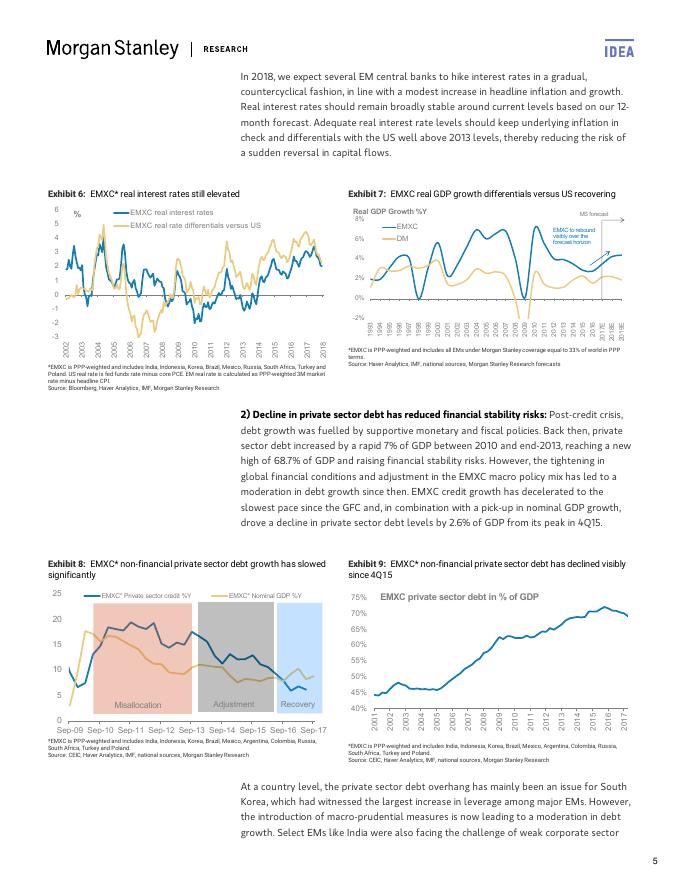 Morgan Stanley | RESEARCH
IDEA
In 2018, we expect several EM central banks to hike interest rates in a gradual,
countercyclical fashion, in line with a modest increase in headline inflation and growth.
Real interest rates should remain broadly stable around current levels based on our 12-
month forecast. Adequate real interest rate levels should keep underlying inflation in
check and differentials with the US well above 2013 levels, thereby reducing the risk of
a sudden reversal in capital flows.
Exhibit 6: EMXC* real interest rates still elevated
%
EMXC real interest rates
EMXC real rate differentials versus US
6
5
4
3
2
1
0
-1
-2
-3
2002 2003 2004 2005 2006 2007 2008 2009 2010 2011 2012 2013 2014 2015 2016 2017 2018
*EMXC is PPP-weighted and includes India, Indonesia, Korea, Brazil, Mexico, Russia, South Africa, Turkey and
Poland. US real rate is fed funds rate minus core PCE. EM real rate is calculated as PPP-weighted 3M market
rate minus headline CPI.
Source: Bloomberg, Haver Analytics, IMF, Morgan Stanley Research
Exhibit 7: EMXC real GDP growth differentials versus US recovering
Real GDP Growth %Y
MS forecast
EMXC
DM
EMXC to rebound
visibly over the
forecast horizon
8%
6%
4%
2%
0%
-2%
1993 1994 1995 1996 1997 1998 1999 2000 2001 2002 2003 2004 2005 2006 2007 2008 2009 2010 2011 2012 2013 2014 2015 2016 2017E 2018E 2019E
*EMXC is PPP-weighted and includes all EMs under Morgan Stanley coverage equal to 33% of world in PPP
terms.
Source: Haver Analytics, IMF, national sources, Morgan Stanley Research forecasts
2) Decline in private sector debt has reduced financial stability risks: Post-credit crisis,
debt growth was fuelled by supportive monetary and fiscal policies. Back then, private
sector debt increased by a rapid 7% of GDP between 2010 and end-2013, reaching a new
high of 68.7% of GDP and raising financial stability risks. However, the tightening in
global financial conditions and adjustment in the EMXC macro policy mix has led to a
moderation in debt growth since then. EMXC credit growth has decelerated to the
slowest pace since the GFC and, in combination with a pick-up in nominal GDP growth,
drove a decline in private sector debt levels by 2.6% of GDP from its peak in 4Q15.
Exhibit 8: EMXC* non-financial private sector debt growth has slowed
significantly
EMXC* Private sector credit %Y
EMXC* Nominal GDP %Y
25
20
15
10
5
0
Misallocation
Adjustment
Recovery
Sep-09 Sep-10 Sep-11 Sep-12 Sep-13 Sep-14 Sep-15 Sep-16 Sep-17
*EMXC is PPP-weighted and includes India, Indonesia, Korea, Brazil, Mexico, Argentina, Colombia, Russia,
South Africa, Turkey and Poland.
Source: CEIC, Haver Analytics, IMF, national sources, Morgan Stanley Research
Exhibit 9: EMXC* non-financial private sector debt has declined visibly
since 4Q15
EMXC private sector debt in % of GDP
75%
70%
65%
60%
55%
50%
45%
40%
2001 2002 2003 2004 2005 2006 2007 2008 2009 2010 2011 2012 2013 2014 2015 2016 2017
*EMXC is PPP-weighted and includes India, Indonesia, Korea, Brazil, Mexico, Argentina, Colombia, Russia,
South Africa, Turkey and Poland.
Source: CEIC, Haver Analytics, IMF, national sources, Morgan Stanley Research
At a country level, the private sector debt overhang has mainly been an issue for South
Korea, which had witnessed the largest increase in leverage among major EMs. However,
the introduction of macro-prudential measures is now leading to a moderation in debt
growth. Select EMs like India were also facing the challenge of weak corporate sector
5